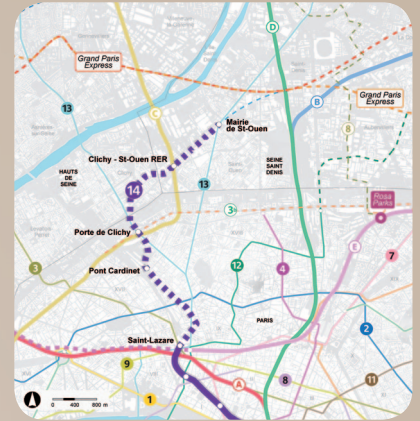 D
Grand Paris
Express
Grand Paris
Express
13
C
B
Mairie
de St-Ouen
8
Clichy - St-Ouen RER
SEINE
SAINT
DENIS
HAUTS
DE
SEINE
14
13
Rosa
Parks
3
Porte de Clichy
E
7
3
Pont Cardinet
12
4
PARIS
2
Saint-Lazare
9
A
8
11
1
0
400
800 m